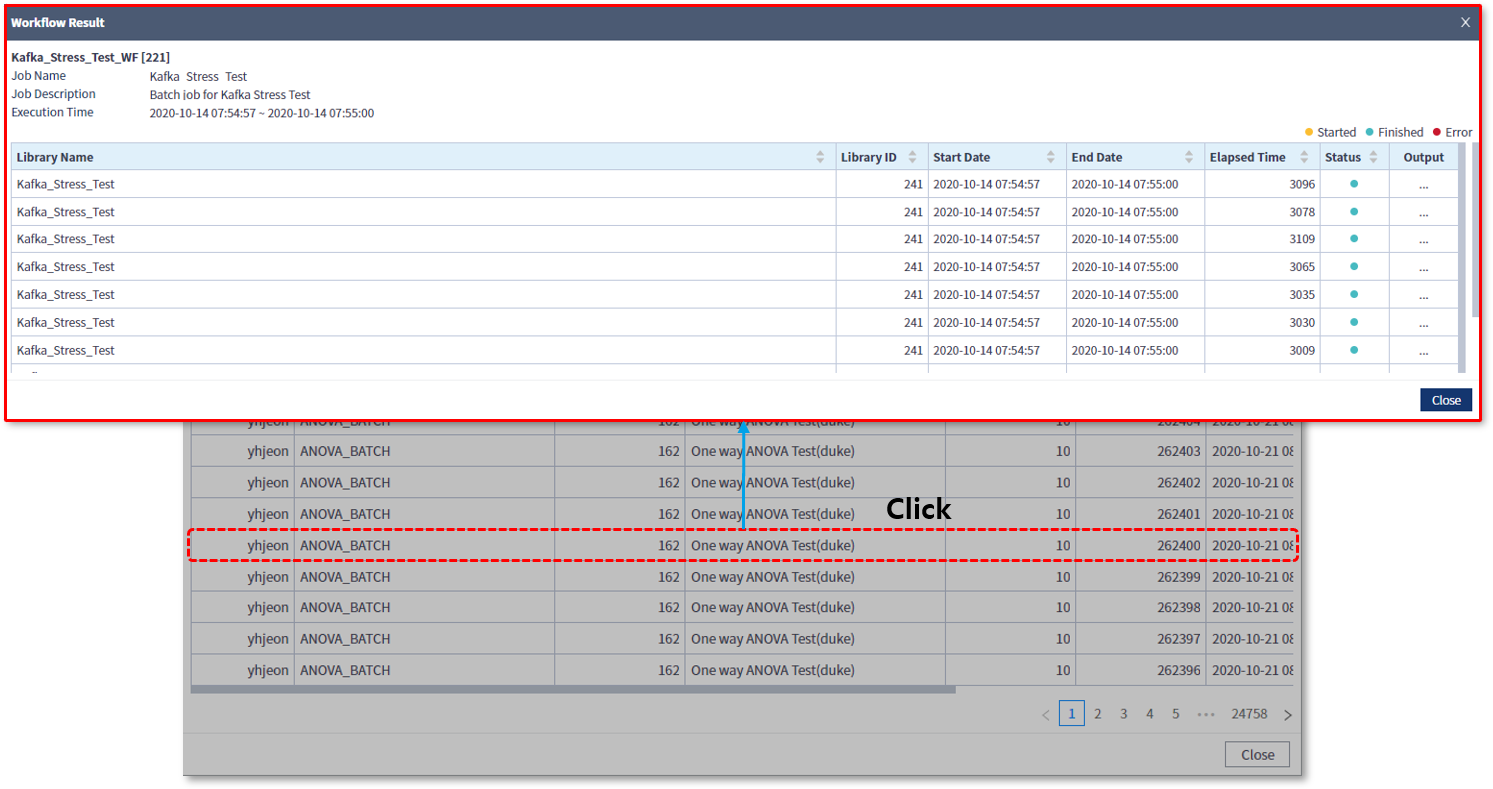 Workflow Result X
Kafka_Stress_Test_WF [221]
Job Name Kafka Stress Test
Job Description Batch job for Kafka Stress Test
Execution Time 2020-10-14 07:54:57 ~ 2020-10-14 07:55:00
Started Finished Error
Library Name Library ID Start Date End Date Elapsed Time Status Output
Kafka_Stress_Test 241 2020-10-14 07:54:57 2020-10-14 07:55:00 3096 ...
Kafka_Stress_Test 241 2020-10-14 07:54:57 2020-10-14 07:55:00 3078 ...
Kafka_Stress_Test 241 2020-10-14 07:54:57 2020-10-14 07:55:00 3109 ...
Kafka_Stress_Test 241 2020-10-14 07:54:57 2020-10-14 07:55:00 3065 ...
Kafka_Stress_Test 241 2020-10-14 07:54:57 2020-10-14 07:55:00 3035 ...
Kafka_Stress_Test 241 2020-10-14 07:54:57 2020-10-14 07:55:00 3030 ...
Kafka_Stress_Test 241 2020-10-14 07:54:57 2020-10-14 07:55:00 3009 ...
Close
yhjeon ANOVA_BATCH 162 One way ANOVA Test(duke) 10 262404 2020-10-21 08
yhjeon ANOVA_BATCH 162 One way ANOVA Test(duke) 10 262403 2020-10-21 08
yhjeon ANOVA_BATCH 162 One way ANOVA Test(duke) 10 262402 2020-10-21 08
yhjeon ANOVA_BATCH 162 One way ANOVA Test(duke) 10 262401 2020-10-21 08
Click
yhjeon ANOVA_BATCH 162 One way ANOVA Test(duke) 10 262400 2020-10-21 08
yhjeon ANOVA_BATCH 162 One way ANOVA Test(duke) 10 262399 2020-10-21 08
yhjeon ANOVA_BATCH 162 One way ANOVA Test(duke) 10 262398 2020-10-21 08
yhjeon ANOVA_BATCH 162 One way ANOVA Test(duke) 10 262397 2020-10-21 08
yhjeon ANOVA_BATCH 162 One way ANOVA Test(duke) 10 262396 2020-10-21 08
< 1 2 3 4 5 ••• 24758 >
Close